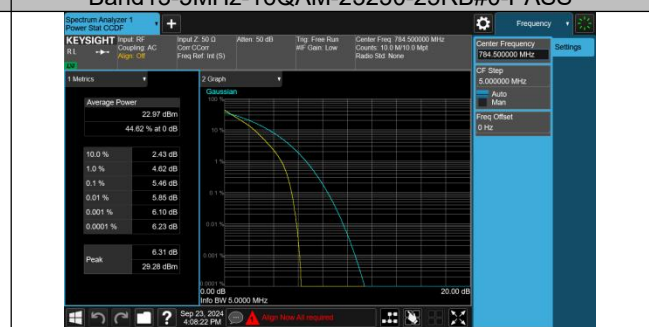 Spectrum Analyzer 1
Power Stat CCDF
+
Frequency
KEYSIGHT
RL
Input: RF
Coupling: AC
Align: Off
Input Z: 50 Ω
Corr CCorr
Freq Ref: Int (S)
Atten: 50 dB
Trig: Free Run
#IF Gain: Low
Center Freq: 784.500000 MHz
Counts: 10.0 M/10.0 Mpt
Radio Std: None
Center Frequency
784.500000 MHz
Settings
CF Step
5.000000 MHz
Auto
Man
Freq Offset
0 Hz
1 Metrics
2 Graph
Average Power
22.97 dBm
44.62 % at 0 dB
10.0 % 2.43 dB
1.0 % 4.62 dB
0.1 % 5.46 dB
0.01 % 5.85 dB
0.001 % 6.10 dB
0.0001 % 6.23 dB
Peak
6.31 dB
29.28 dBm
Gaussian
100 %
10 %
1 %
0.1 %
0.01 %
0.001 %
0.0001 %
0.00 dB
20.00 dB
Info BW 5.0000 MHz
?
Sep 23, 2024
4:08:22 PM
Align Now All required